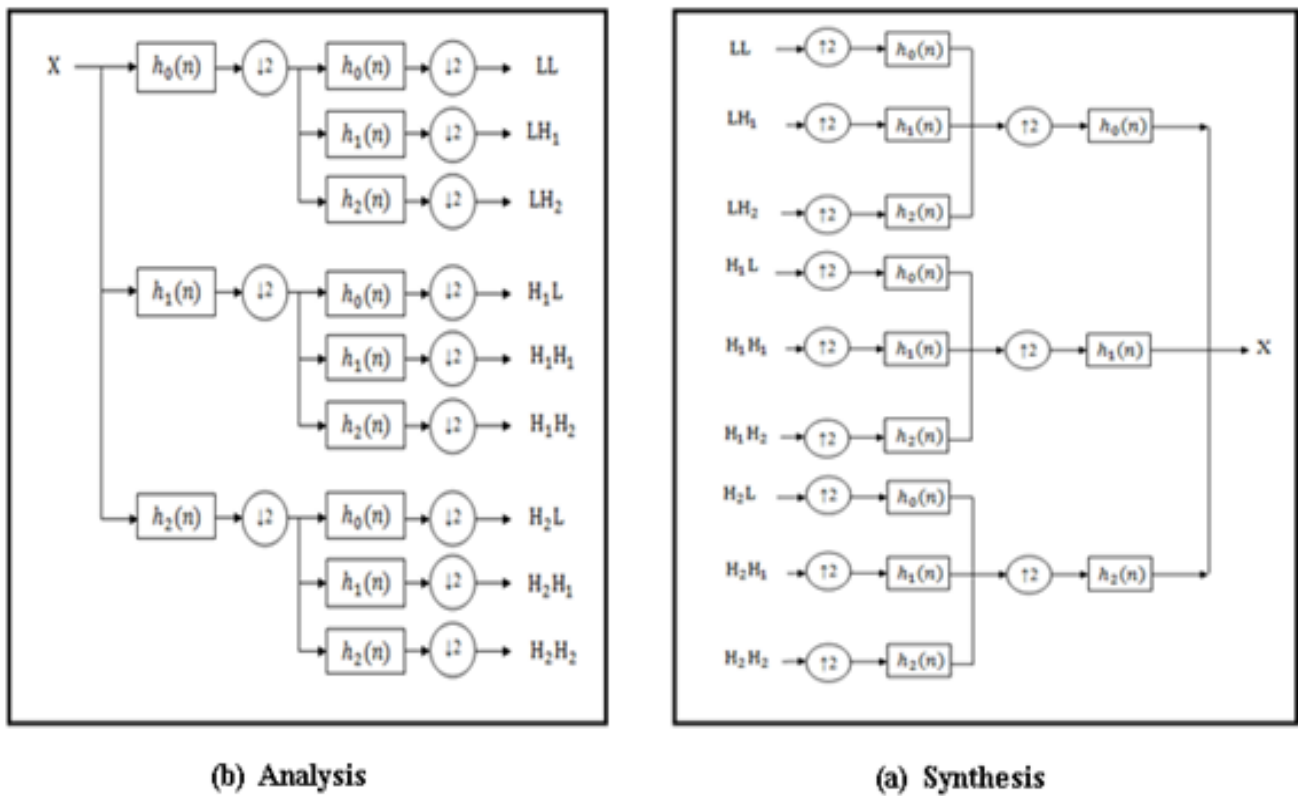 X h₀(n) ↓2 h₀(n) ↓2 LL
h₁(n) ↓2 LH₁
h₂(n) ↓2 LH₂
h₁(n) ↓2 h₀(n) ↓2 H₁L
h₁(n) ↓2 H₁H₁
h₂(n) ↓2 H₁H₂
h₂(n) ↓2 h₀(n) ↓2 H₂L
h₁(n) ↓2 H₂H₁
h₂(n) ↓2 H₂H₂
(b) Analysis
LL ↑2 h₀(n)
LH₁ ↑2 h₁(n) ↑2 h₀(n)
LH₂ ↑2 h₂(n)
H₁L ↑2 h₀(n)
H₁H₁ ↑2 h₁(n) ↑2 h₁(n) X
H₁H₂ ↑2 h₂(n)
H₂L ↑2 h₀(n)
H₂H₁ ↑2 h₁(n) ↑2 h₂(n)
H₂H₂ ↑2 h₂(n)
(a) Synthesis